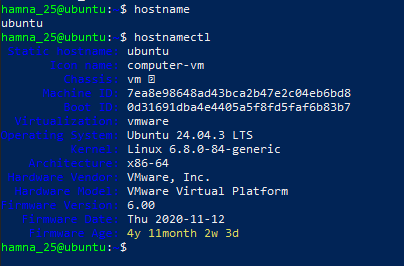 hamna_25@ubuntu:~$ hostname
ubuntu
hamna_25@ubuntu:~$ hostnamectl
Static hostname: ubuntu
Icon name: computer-vm
Chassis: vm
Machine ID: 7ea8e98648ad43bca2b47e2c04eb6bd8
Boot ID: 0d31691dba4e4405a5f8fd5faf6b83b7
Virtualization: vmware
Operating System: Ubuntu 24.04.3 LTS
Kernel: Linux 6.8.0-84-generic
Architecture: x86-64
Hardware Vendor: VMware, Inc.
Hardware Model: VMware Virtual Platform
Firmware Version: 6.00
Firmware Date: Thu 2020-11-12
Firmware Age: 4y 11month 2w 3d
hamna_25@ubuntu:~$